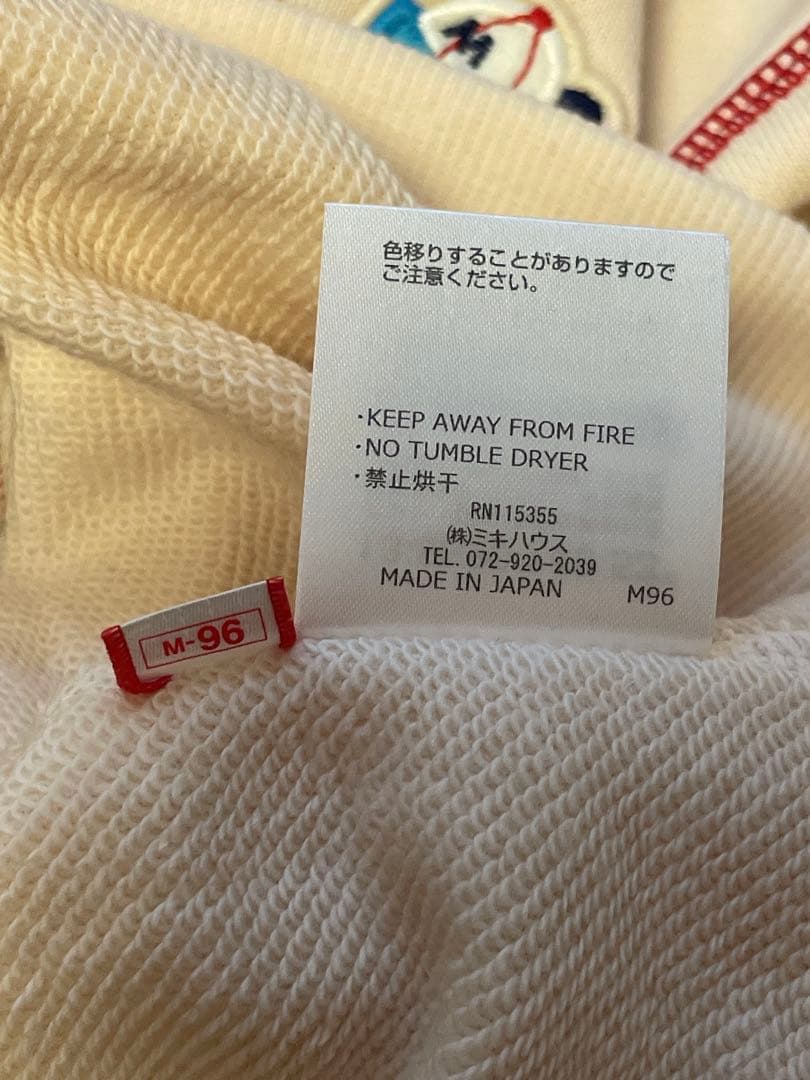 M
色移りすることがありますので
ご注意ください。
・KEEP AWAY FROM FIRE
・NO TUMBLE DRYER
・禁止烘干
RN115355
㈱ミキハウス
TEL. 072-920-2039
MADE IN JAPAN M96
M-96